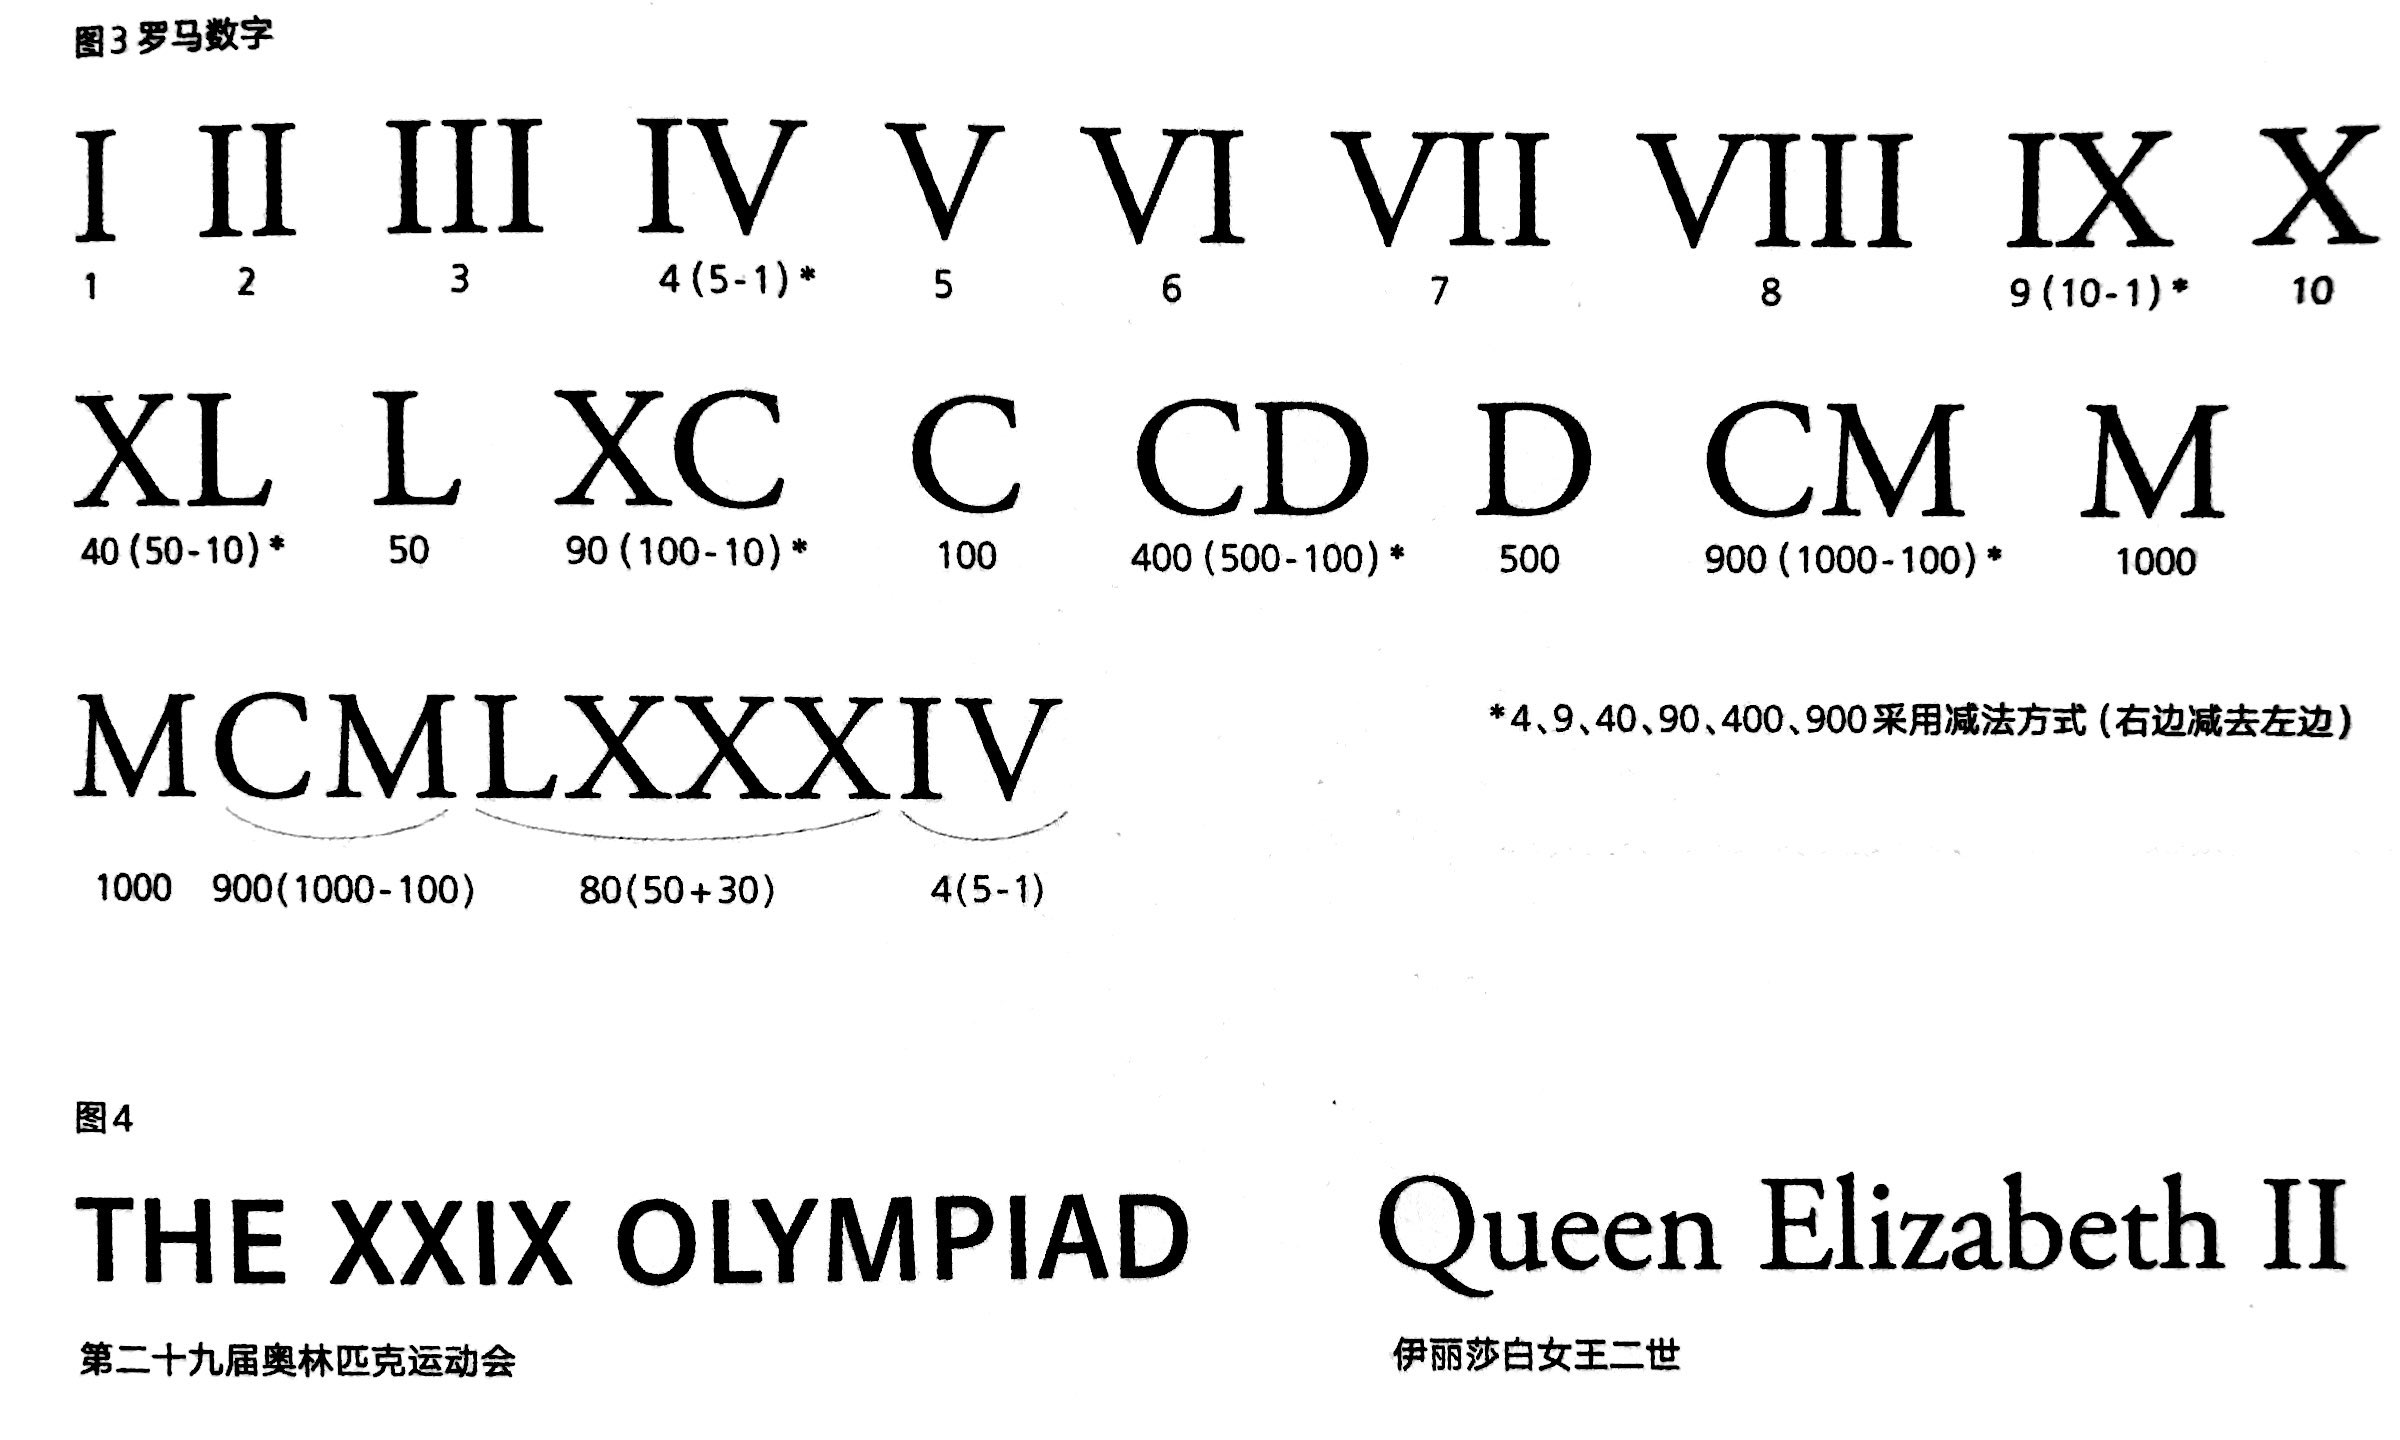 图3 罗马数字
I II III IV V VI VII VIII IX X
1 2 3 4 (5-1) * 5 6 7 8 9 (10-1) * 10
XL L XC C CD D CM M
40 (50-10) * 50 90 (100-10) * 100 400 (500-100) * 500 900 (1000-100) * 1000
MCMLXXXIV
*4、9、40、90、400、900采用减法方式 (右边减去左边)
1000 900(1000-100) 80(50+30) 4(5-1)
图4
THE XXIX OLYMPIAD Queen Elizabeth II
第二十九届奥林匹克运动会 伊丽莎白女王二世